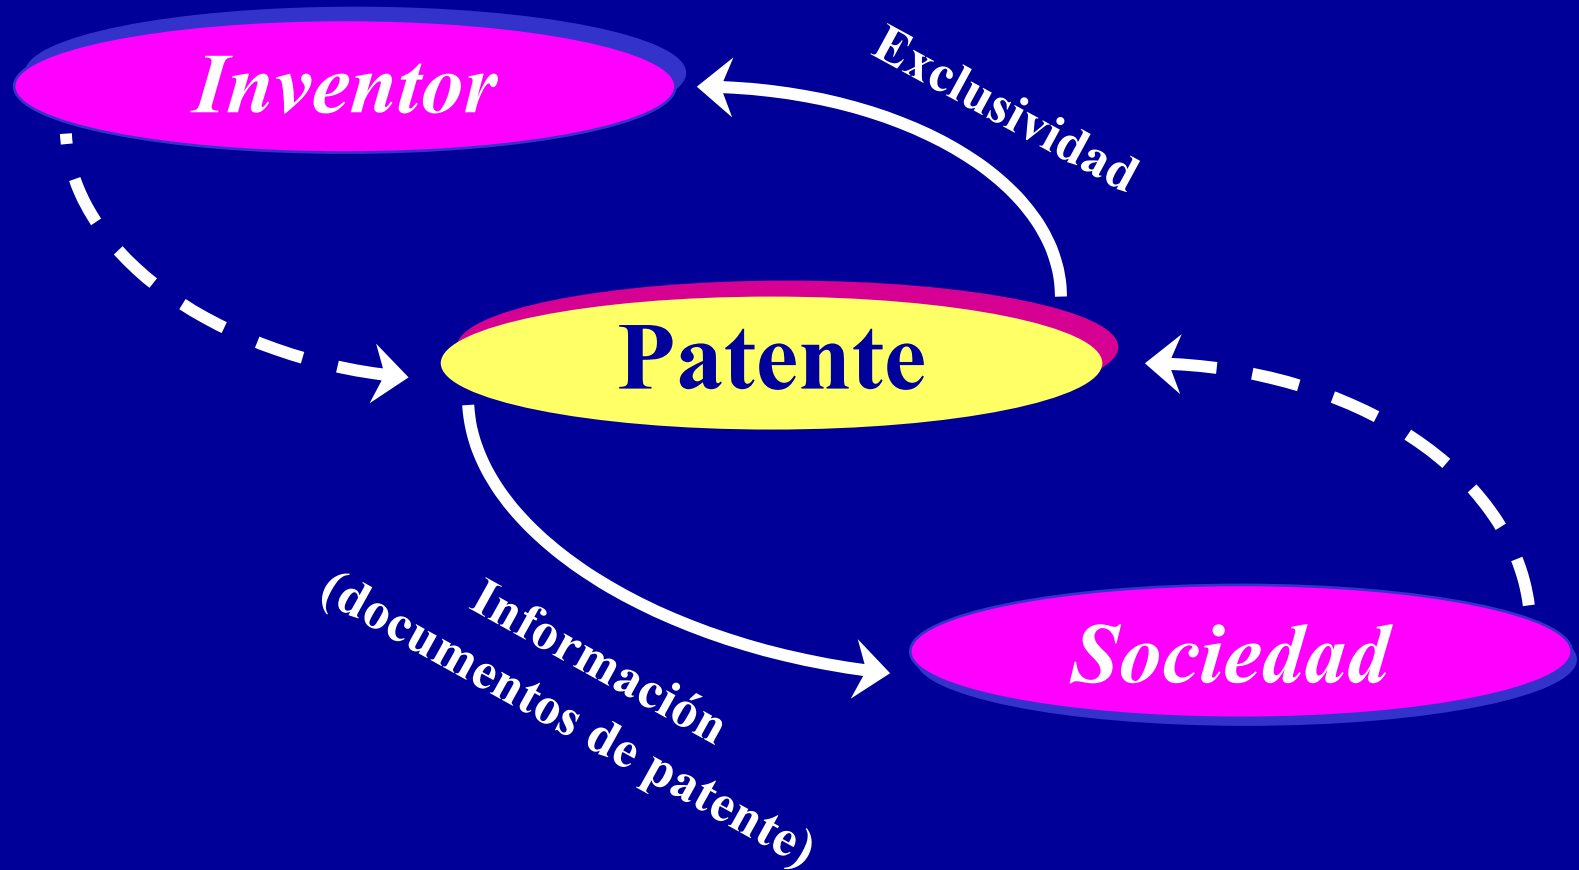 Inventor
Exclusividad
Patente
Información
(documentos de patente)
Sociedad